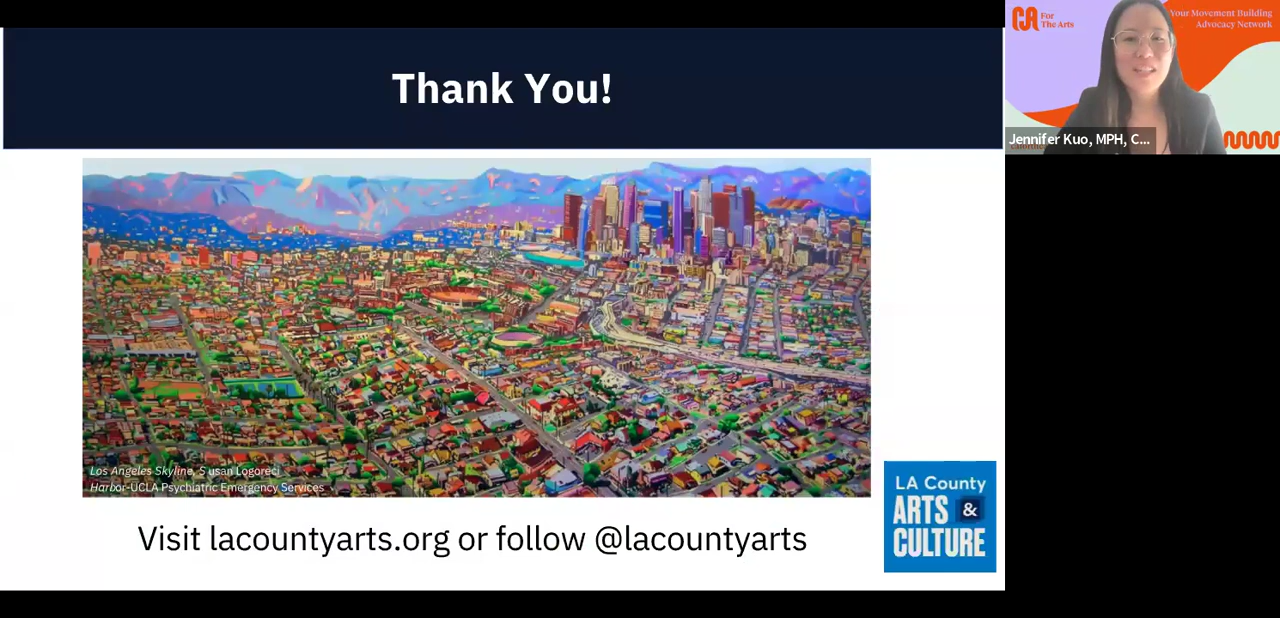 Thank You!
Los Angeles Skyline, Susan Logoreci
Harbor-UCLA Psychiatric Emergency Services
Visit lacountyarts.org or follow @lacountyarts
LA County
ARTS &
CULTURE
CA For
The Arts
Your Movement Building
Advocacy Network
Jennifer Kuo, MPH, C...